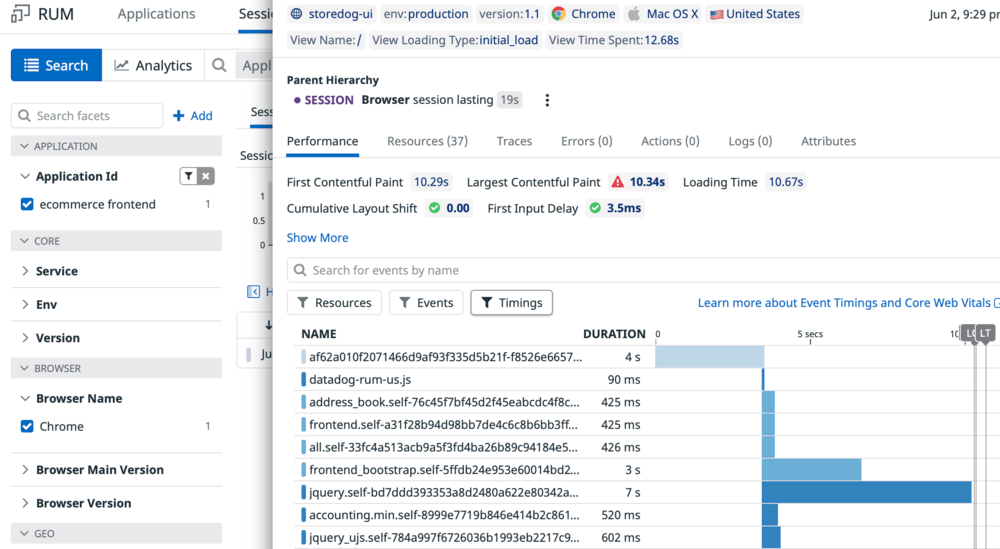 RUM
Applications
Sessi
Search
Analytics
Appl
Search facets
+ Add
APPLICATION
Application Id
ecommerce frontend 1
CORE
Service
Env
Version
BROWSER
Browser Name
Chrome 1
Browser Main Version
Browser Version
GEO
Sess
Sessio
1
0.5
0
H
Ju
storedog-ui env:production version:1.1 Chrome Mac OS X United States
Jun 2, 9:29 pm
View Name:/ View Loading Type:initial_load View Time Spent:12.68s
Parent Hierarchy
SESSION Browser session lasting 19s
Performance Resources (37) Traces Errors (0) Actions (0) Logs (0) Attributes
First Contentful Paint 10.29s Largest Contentful Paint 10.34s Loading Time 10.67s
Cumulative Layout Shift 0.00 First Input Delay 3.5ms
Show More
Search for events by name
Resources Events Timings
Learn more about Event Timings and Core Web Vitals
NAME DURATION 0 5 secs 10 LC LT
af62a010f2071466d9af93f335d5b21f-f8526e6657... 4 s
datadog-rum-us.js 90 ms
address_book.self-76c45f7bf45d2f45eabcdc4f8c... 425 ms
frontend.self-a31f28b94d98bb7de4c6c8b6bb3ff... 425 ms
all.self-33fc4a513acb9a5f3fd4ba26b89c94184e5... 426 ms
frontend_bootstrap.self-5ffdb24e953e60014bd2... 3 s
jquery.self-bd7ddd393353a8d2480a622e80342a... 7 s
accounting.min.self-8999e7719b846e414b2c861... 520 ms
jquery_ujs.self-784a997f6726036b1993eb2217c9... 602 ms